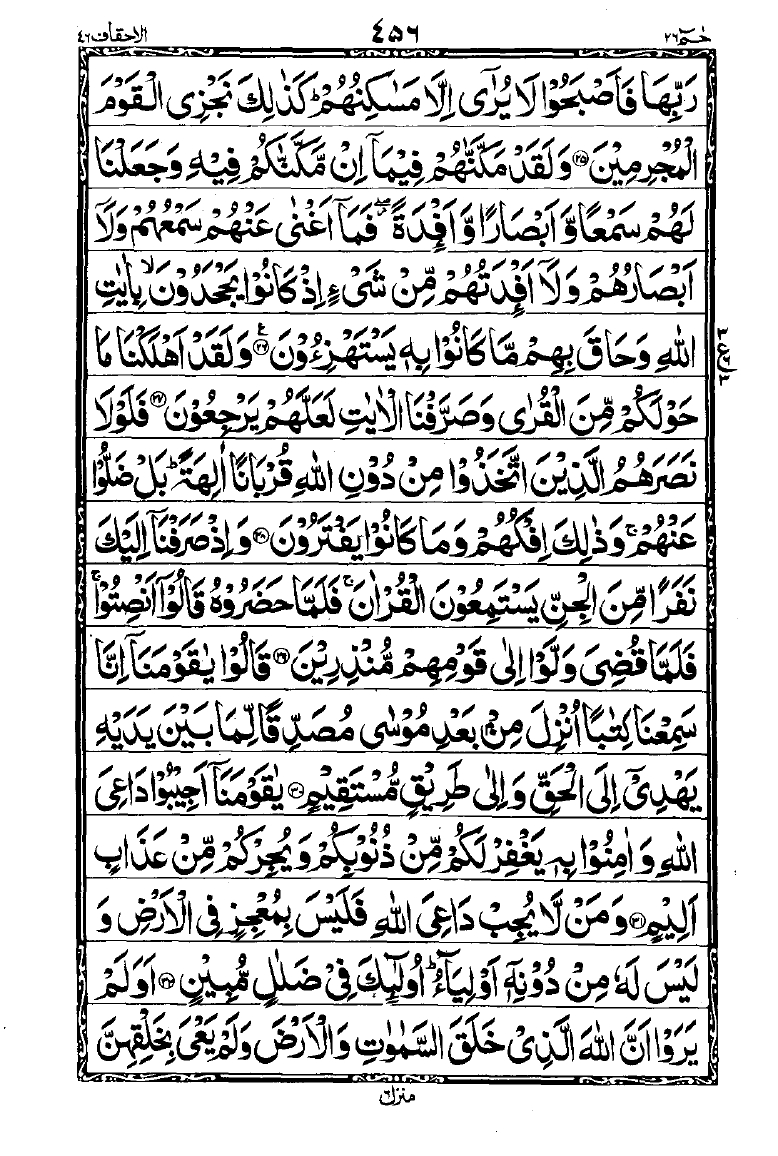 حٰمٓ ٢٦ ٤٥٦ الاحقاف ٤٦
رَبِّهَا فَاَصْبَحُوْا لَا يُرٰٓى اِلَّا مَسٰكِنُهُمْ ؕ كَذٰلِكَ نَجْزِى الْقَوْمَ
الْمُجْرِمِيْنَ ۝٢٥ وَلَقَدْ مَكَّنّٰهُمْ فِيْمَاۤ اِنْ مَّكَّنّٰكُمْ فِيْهِ وَجَعَلْنَا
لَهُمْ سَمْعًا وَّ اَبْصَارًا وَّ اَفْـِٕدَةً ۖ فَمَاۤ اَغْنٰى عَنْهُمْ سَمْعُهُمْ وَلَاۤ
اَبْصَارُهُمْ وَلَاۤ اَفْـِٕدَتُهُمْ مِّنْ شَىْءٍ اِذْ كَانُوْا يَجْحَدُوْنَ ۙ بِاٰيٰتِ
اللّٰهِ وَحَاقَ بِهِمْ مَّا كَانُوْا بِهٖ يَسْتَهْزِءُوْنَ ۝٢٦ ع وَلَقَدْ اَهْلَكْنَا مَا
حَوْلَكُمْ مِّنَ الْقُرٰى وَصَرَّفْنَا الْاٰيٰتِ لَعَلَّهُمْ يَرْجِعُوْنَ ۝٢٧ فَلَوْلَا
نَصَرَهُمُ الَّذِيْنَ اتَّخَذُوْا مِنْ دُوْنِ اللّٰهِ قُرْبَانًا اٰلِهَةً ؕ بَلْ ضَلُّوْا
عَنْهُمْ ۚ وَذٰلِكَ اِفْكُهُمْ وَمَا كَانُوْا يَفْتَرُوْنَ ۝٢٨ وَاِذْ صَرَفْنَاۤ اِلَيْكَ
نَفَرًا مِّنَ الْجِنِّ يَسْتَمِعُوْنَ الْقُرْاٰنَ ۚ فَلَمَّا حَضَرُوْهُ قَالُوْۤا اَنْصِتُوْا ۚ
فَلَمَّا قُضِىَ وَلَّوْا اِلٰى قَوْمِهِمْ مُّنْذِرِيْنَ ۝٢٩ قَالُوْا يٰقَوْمَنَاۤ اِنَّا
سَمِعْنَا كِتٰبًا اُنْزِلَ مِنْۢ بَعْدِ مُوْسٰى مُصَدِّقًا لِّمَا بَيْنَ يَدَيْهِ
يَهْدِىْۤ اِلَى الْحَقِّ وَاِلٰى طَرِيْقٍ مُّسْتَقِيْمٍ ۝٣٠ يٰقَوْمَنَاۤ اَجِيْبُوْا دَاعِىَ
اللّٰهِ وَ اٰمِنُوْا بِهٖ يَغْفِرْ لَكُمْ مِّنْ ذُنُوْبِكُمْ وَ يُجِرْكُمْ مِّنْ عَذَابٍ
اَلِيْمٍ ۝٣١ وَمَنْ لَّا يُجِبْ دَاعِىَ اللّٰهِ فَلَيْسَ بِمُعْجِزٍ فِى الْاَرْضِ وَ
لَيْسَ لَهٗ مِنْ دُوْنِهٖۤ اَوْلِيَآءُ ؕ اُولٰٓئِكَ فِىْ ضَلٰلٍ مُّبِيْنٍ ۝٣٢ اَوَلَمْ
يَرَوْا اَنَّ اللّٰهَ الَّذِىْ خَلَقَ السَّمٰوٰتِ وَالْاَرْضَ وَلَمْ يَعْىَ بِخَلْقِهِنَّ
منزل ٦